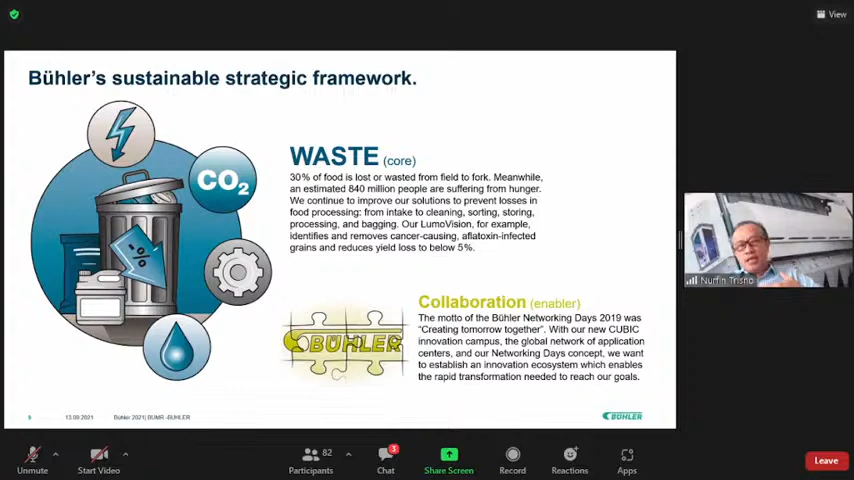 View
Bühler's sustainable strategic framework.
CO2
-%
WASTE (core)
30% of food is lost or wasted from field to fork. Meanwhile,
an estimated 840 million people are suffering from hunger.
We continue to improve our solutions to prevent losses in
food processing: from intake to cleaning, sorting, storing,
processing, and bagging. Our LumoVision, for example,
identifies and removes cancer-causing, aflatoxin-infected
grains and reduces yield loss to below 5%.
BÜHLER
Collaboration (enabler)
The motto of the Bühler Networking Days 2019 was
“Creating tomorrow together”. With our new CUBIC
innovation campus, the global network of application
centers, and our Networking Days concept, we want
to establish an innovation ecosystem which enables
the rapid transformation needed to reach our goals.
13.09.2021
Bühler 2021| BUMR -BUHLER
BÜHLER
Nurfin Trisno
Unmute
Start Video
82
Participants
3
Chat
Share Screen
Record
Reactions
Apps
Leave